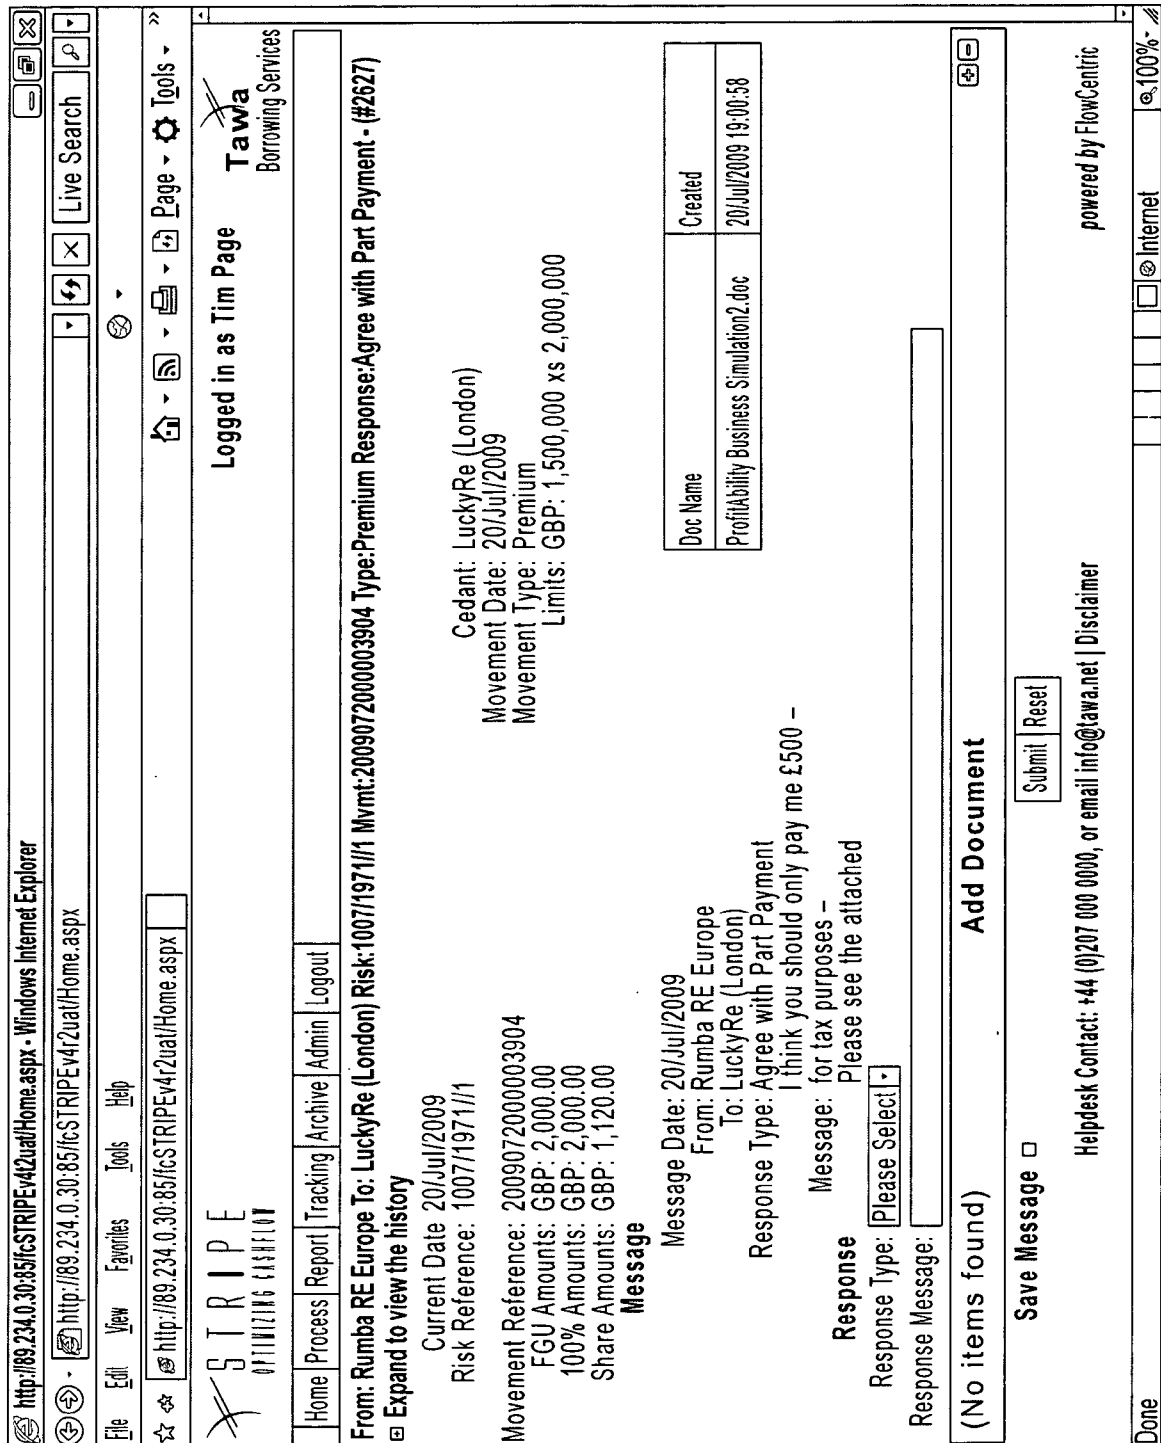 http://89.234.0.30:85/fcSTRIPEv4r2uat/Home.aspx - Windows Internet Explorer
http://89.234.0.30:85/fcSTRIPEv4r2uat/Home.aspx
Live Search
File Edit View Favorites Tools Help
http://89.234.0.30:85/fcSTRIPEv4r2uat/Home.aspx
Page Tools »
STRIPE
OPTIMIZING CASHFLOW
Logged in as Tim Page
Tawa
Borrowing Services
Home Process Report Tracking Archive Admin Logout
From: Rumba RE Europe To: LuckyRe (London) Risk:1007/1971//1 Mvmt:2009072000003904 Type:Premium Response:Agree with Part Payment - (#2627)
Expand to view the history
Current Date 20/Jul/2009
Risk Reference: 1007/1971//1
Cedant: LuckyRe (London)
Movement Date: 20/Jul/2009
Movement Reference: 2009072000003904
Movement Type: Premium
FGU Amounts: GBP: 2,000.00
Limits: GBP: 1,500,000 xs 2,000,000
100% Amounts: GBP: 2,000.00
Share Amounts: GBP: 1,120.00
Message
Message Date: 20/Jul/2009
From: Rumba RE Europe
To: LuckyRe (London)
Response Type: Agree with Part Payment
I think you should only pay me £500 –
Message: for tax purposes –
Please see the attached
Doc Name Created
ProfitAbility Business Simulation2.doc 20/Jul/2009 19:00:58
Response
Response Type: Please Select
Response Message:
(No items found) Add Document
Save Message
Submit Reset
Helpdesk Contact: +44 (0)207 000 0000, or email info@tawa.net | Disclaimer
powered by FlowCentric
Done Internet 100%